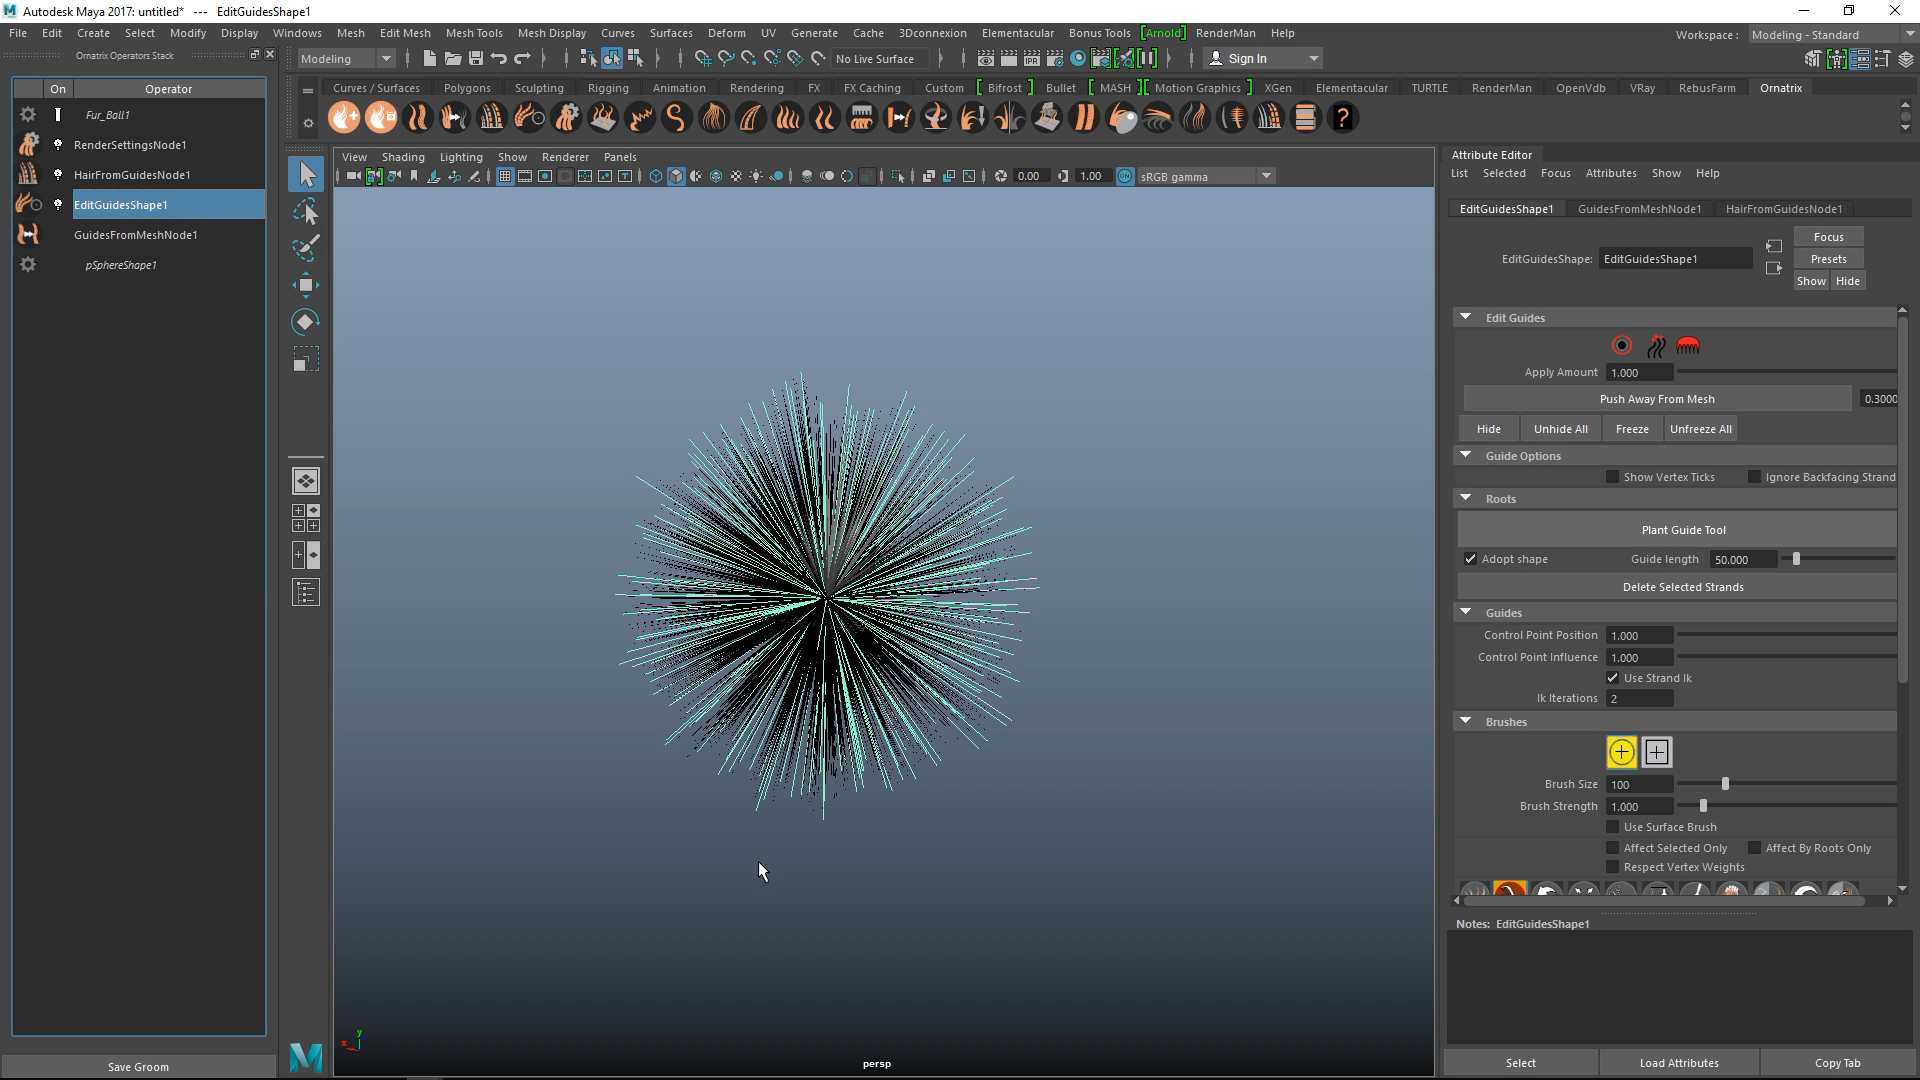 Autodesk Maya 2017: untitled* --- EditGuidesShape1
File Edit Create Select Modify Display Windows Mesh Edit Mesh Mesh Tools Mesh Display Curves Surfaces Deform UV Generate Cache 3Dconnexion Elementacular Bonus Tools [Arnold] RenderMan Help
Workspace : Modeling - Standard
Ornatrix Operators Stack
Modeling
IPR
No Live Surface
Sign In
On Operator
Curves / Surfaces Polygons Sculpting Rigging Animation Rendering FX FX Caching Custom [ Bifrost ] Bullet [ MASH ] [ Motion Graphics ] XGen Elementacular TURTLE RenderMan OpenVdb VRay RebusFarm Ornatrix
Fur_Ball1
RenderSettingsNode1
HairFromGuidesNode1
EditGuidesShape1
GuidesFromMeshNode1
pSphereShape1
Save Groom
View Shading Lighting Show Renderer Panels
0.00 1.00 ON sRGB gamma
persp
y
x
Attribute Editor
List Selected Focus Attributes Show Help
EditGuidesShape1 GuidesFromMeshNode1 HairFromGuidesNode1
Focus
EditGuidesShape: EditGuidesShape1
Presets
Show Hide
Edit Guides
Apply Amount 1.000
Push Away From Mesh 0.3000
Hide Unhide All Freeze Unfreeze All
Guide Options
Show Vertex Ticks Ignore Backfacing Strand
Roots
Plant Guide Tool
Adopt shape Guide length 50.000
Delete Selected Strands
Guides
Control Point Position 1.000
Control Point Influence 1.000
Use Strand Ik
Ik Iterations 2
Brushes
Brush Size 100
Brush Strength 1.000
Use Surface Brush
Affect Selected Only Affect By Roots Only
Respect Vertex Weights
Notes: EditGuidesShape1
Select Load Attributes Copy Tab